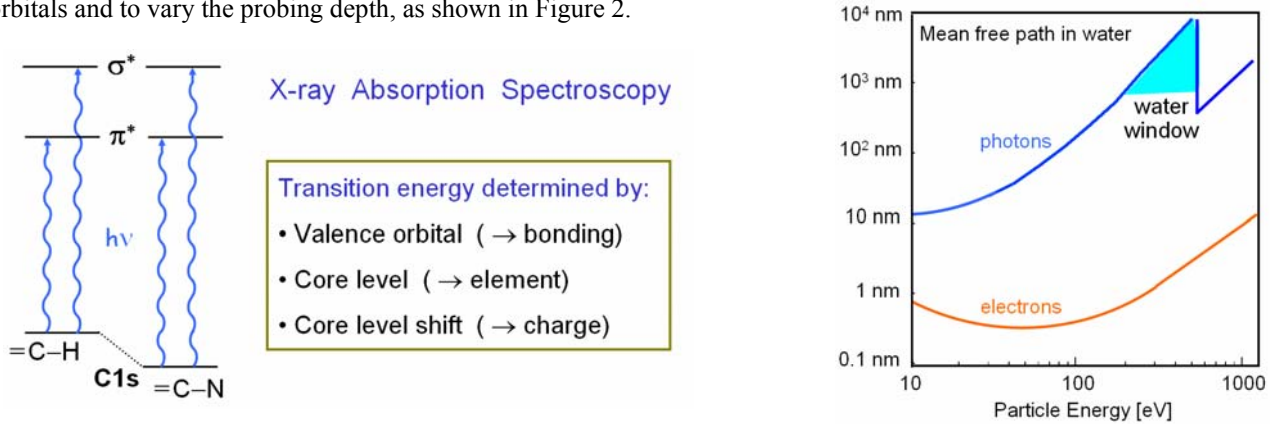 orbitals and to vary the probing depth, as shown in Figure 2.
σ*
π*
hν
=C–H
C1s
=C–N
X-ray Absorption Spectroscopy
Transition energy determined by:
• Valence orbital ( → bonding)
• Core level ( → element)
• Core level shift ( → charge)
10⁴ nm
10³ nm
10² nm
10 nm
1 nm
0.1 nm
Mean free path in water
water
window
photons
electrons
10
100
1000
Particle Energy [eV]